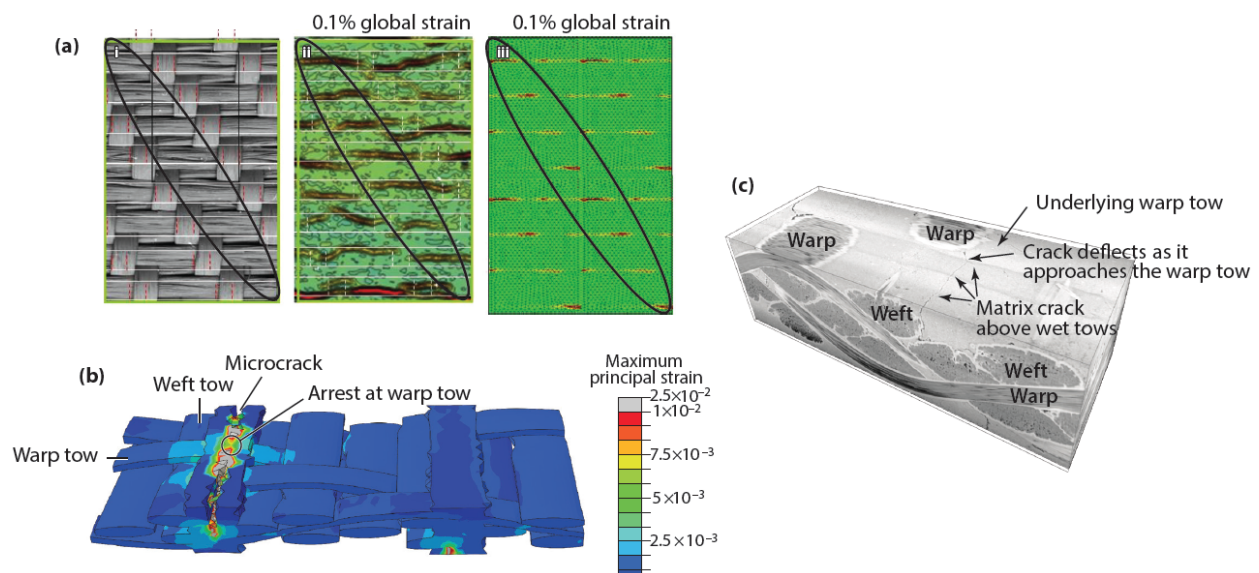 (a)
0.1% global strain
0.1% global strain
i
ii
iii
(b)
Microcrack
Weft tow
Arrest at warp tow
Warp tow
Maximum
principal strain
2.5×10⁻²
1×10⁻²
7.5×10⁻³
5×10⁻³
2.5×10⁻³
(c)
Underlying warp tow
Warp
Warp
Crack deflects as it
approaches the warp tow
Matrix crack
above wet tows
Weft
Weft
Warp